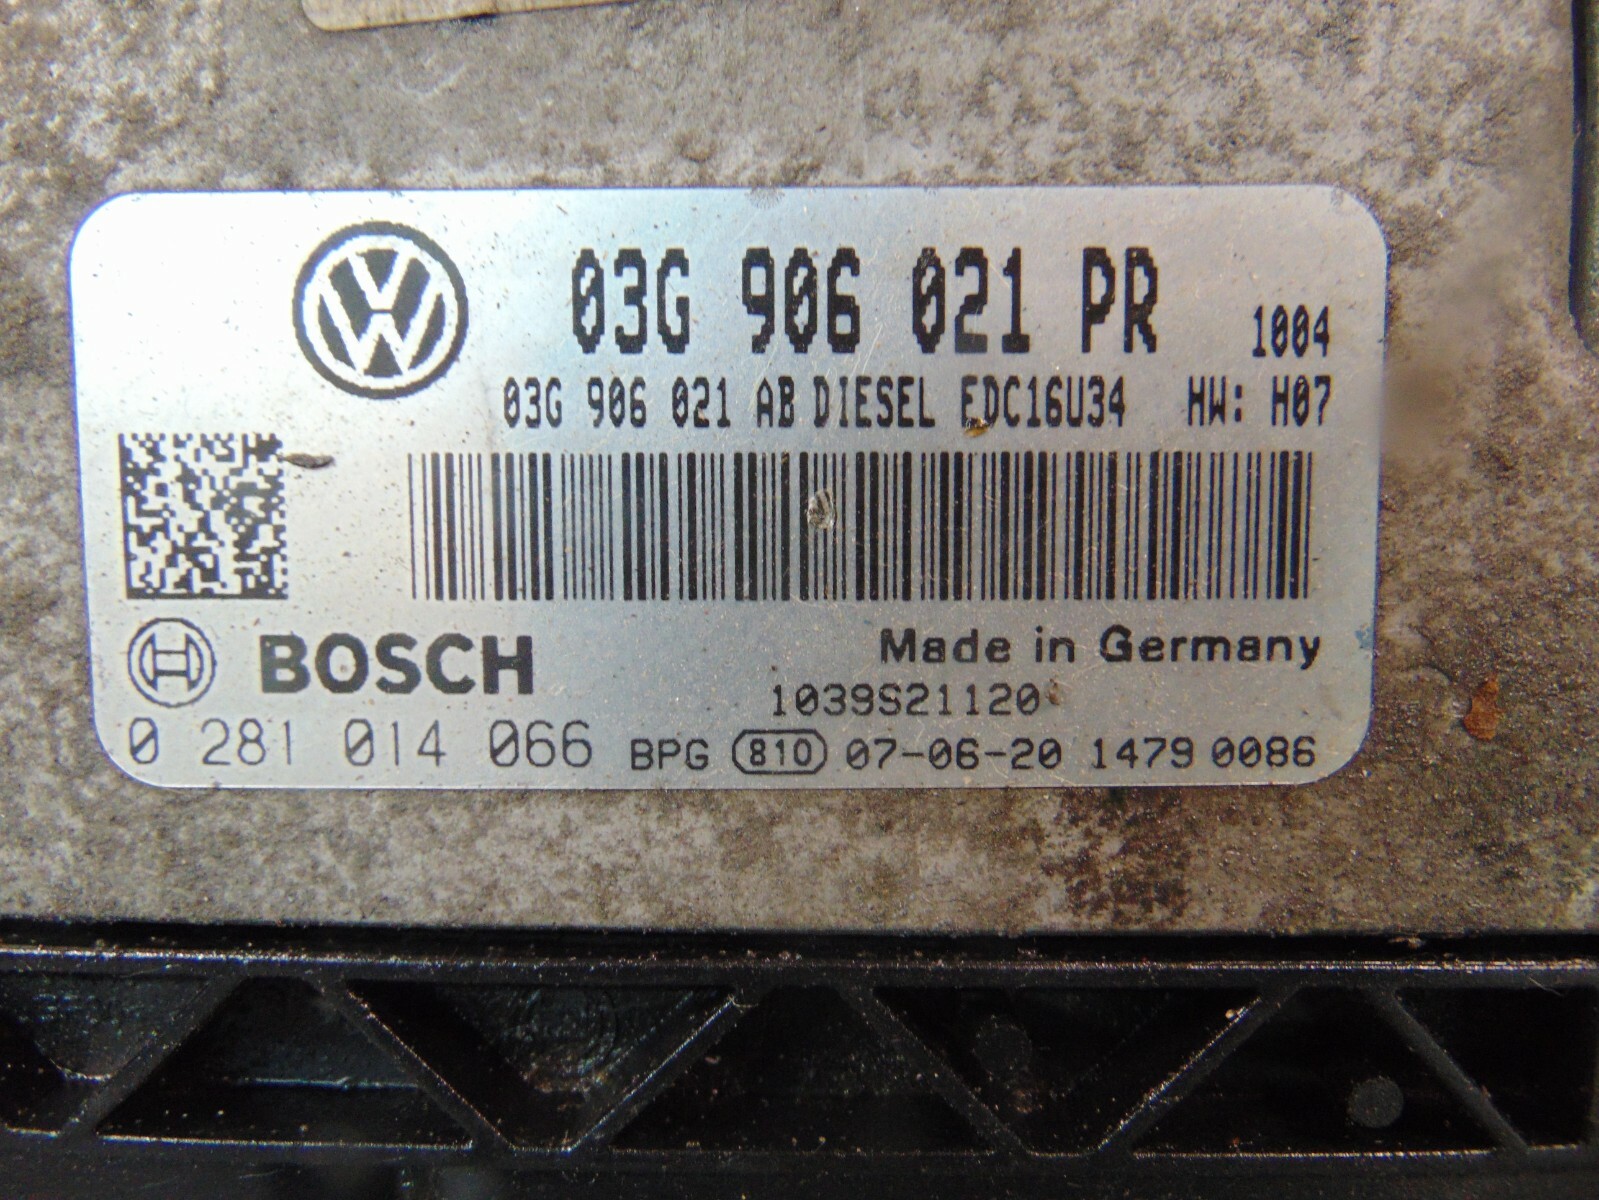 03G 906 021 PR 1004
03G 906 021 AB DIESEL EDC16U34 HW: H07
BOSCH
Made in Germany
1039S21120
0 281 014 066 BPG 810 07-06-20 1479 0086